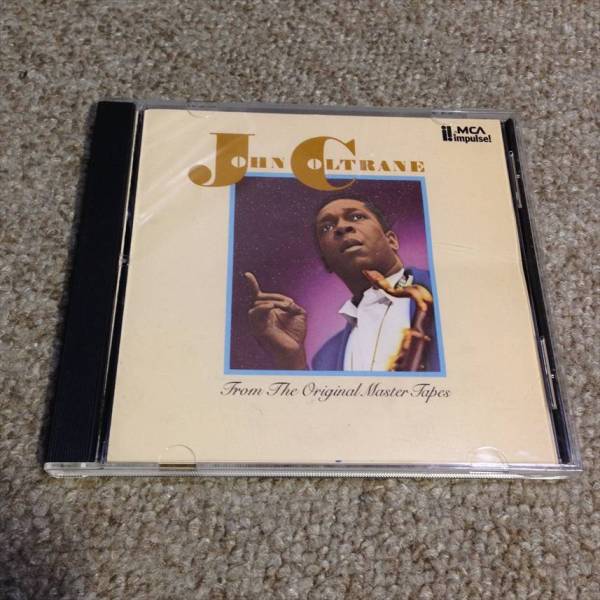 JOHN COLTRANE
MCA
impulse!
From The Original Master Tapes